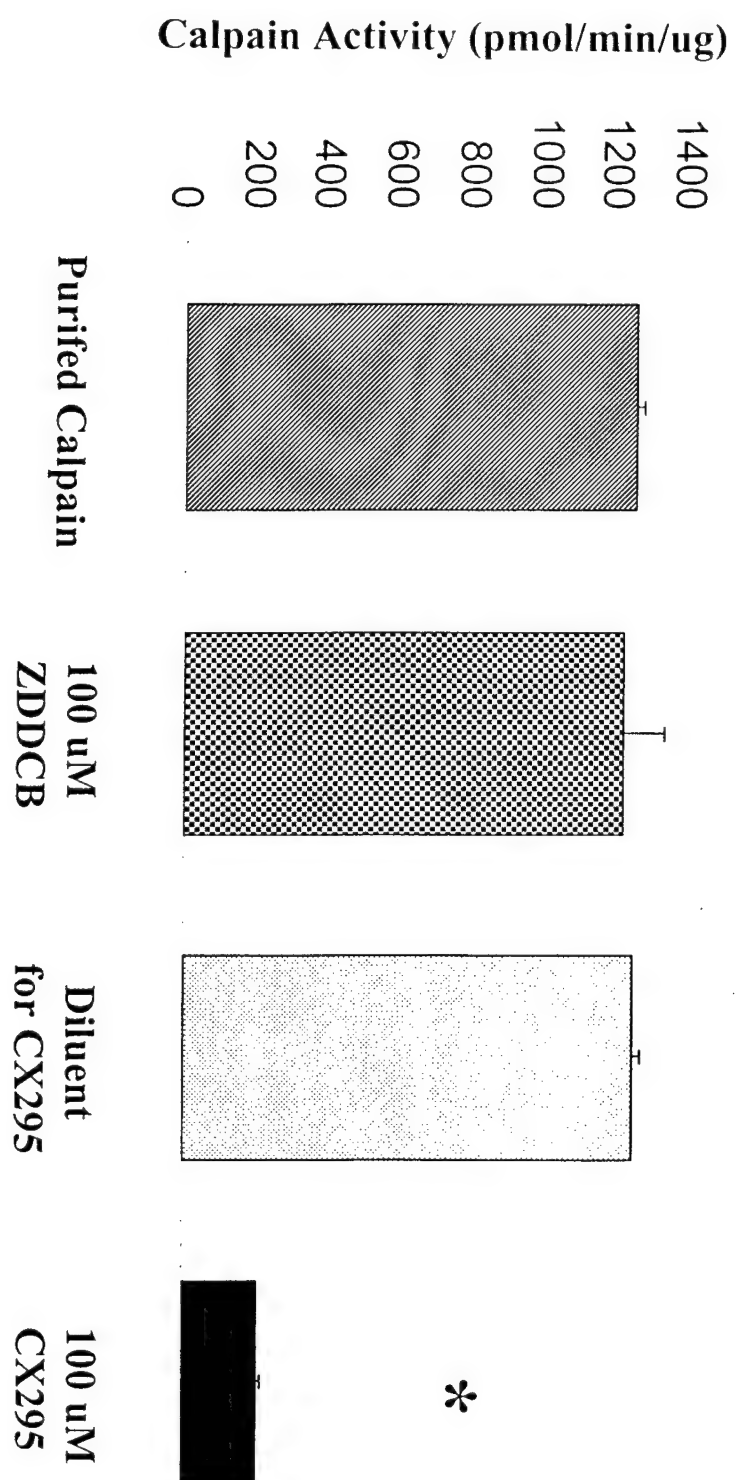 Calpain Activity (pmol/min/ug)
1400
1200
1000
800
600
400
200
0
Purifed Calpain
100 uM
ZDDCB
Diluent
for CX295
100 uM
CX295
*